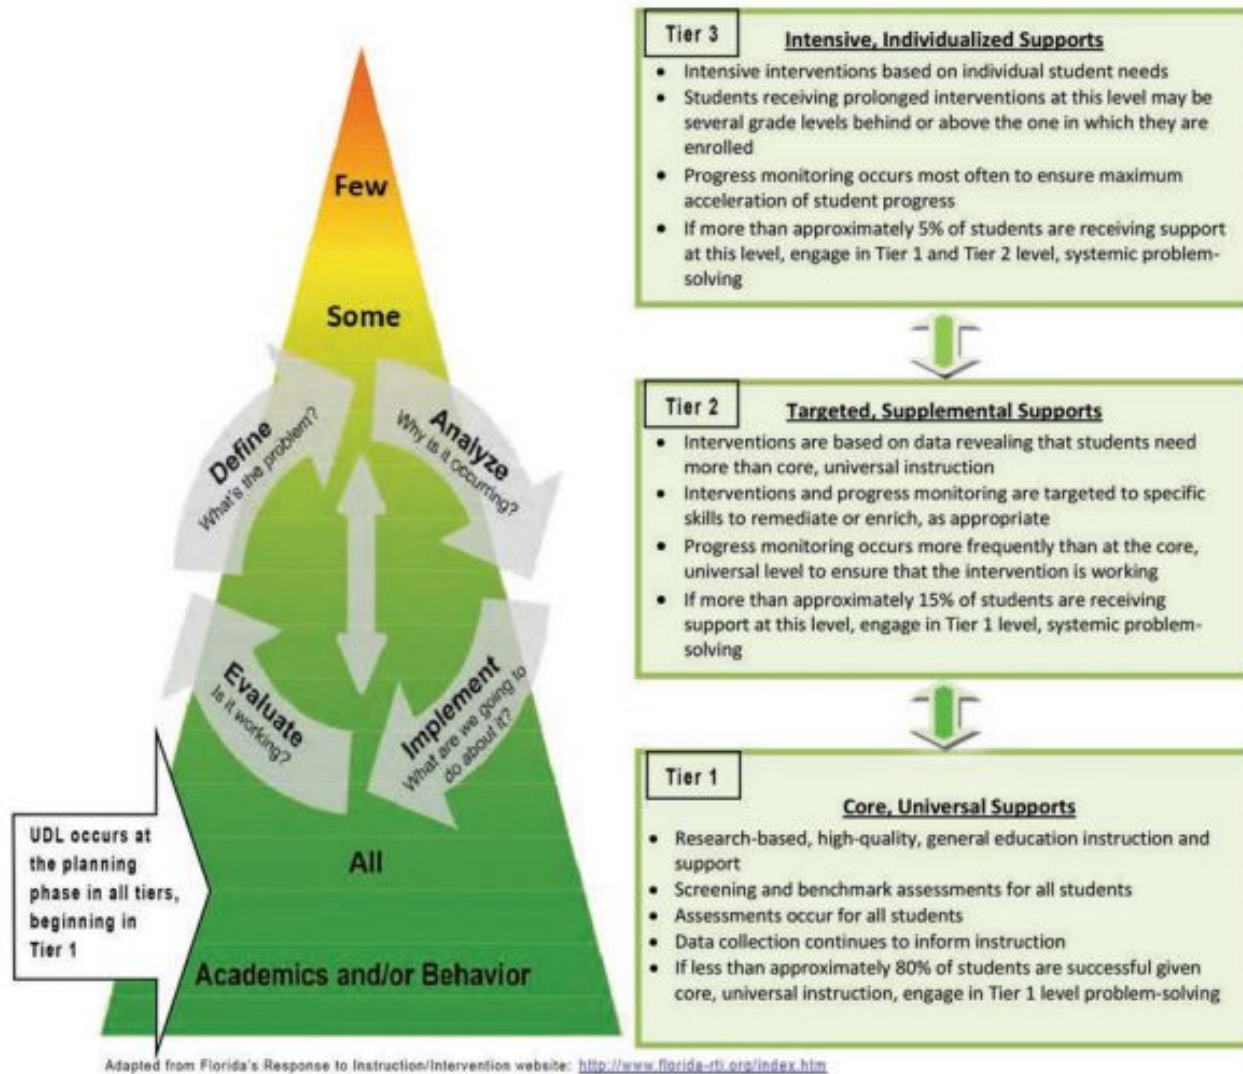 Few
Some
Define
What's the problem?
Analyze
Why is it occurring?
Implement
What are we going to
do about it?
Evaluate
Is it working?
All
Academics and/or Behavior
UDL occurs at
the planning
phase in all tiers,
beginning in
Tier 1
Tier 3
Intensive, Individualized Supports
• Intensive interventions based on individual student needs
• Students receiving prolonged interventions at this level may be
several grade levels behind or above the one in which they are
enrolled
• Progress monitoring occurs most often to ensure maximum
acceleration of student progress
• If more than approximately 5% of students are receiving support
at this level, engage in Tier 1 and Tier 2 level, systemic problem-
solving
Tier 2
Targeted, Supplemental Supports
• Interventions are based on data revealing that students need
more than core, universal instruction
• Interventions and progress monitoring are targeted to specific
skills to remediate or enrich, as appropriate
• Progress monitoring occurs more frequently than at the core,
universal level to ensure that the intervention is working
• If more than approximately 15% of students are receiving
support at this level, engage in Tier 1 level, systemic problem-
solving
Tier 1
Core, Universal Supports
• Research-based, high-quality, general education instruction and
support
• Screening and benchmark assessments for all students
• Assessments occur for all students
• Data collection continues to inform instruction
• If less than approximately 80% of students are successful given
core, universal instruction, engage in Tier 1 level problem-solving
Adapted from Florida's Response to Instruction/Intervention website: http://www.florida-rti.org/index.htm